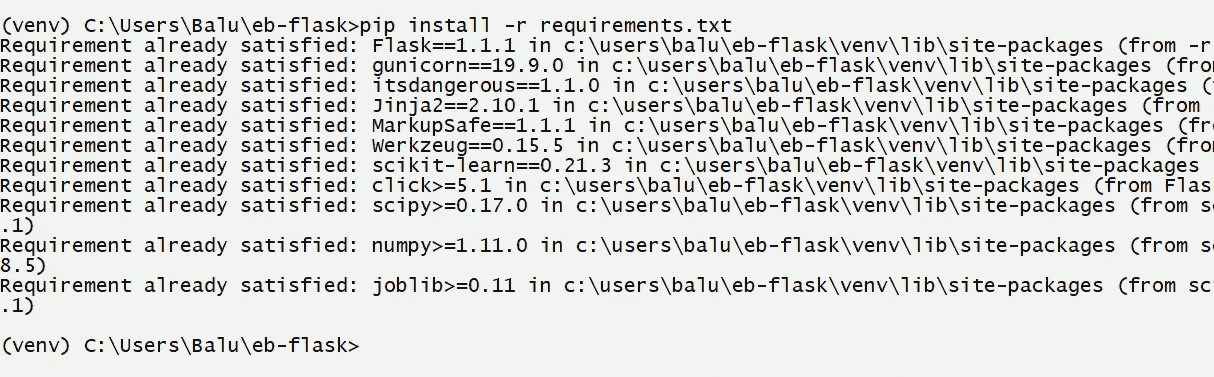 (venv) C:\Users\Balu\eb-flask>pip install -r requirements.txt
Requirement already satisfied: Flask==1.1.1 in c:\users\balu\eb-flask\venv\lib\site-packages (from -r
Requirement already satisfied: gunicorn==19.9.0 in c:\users\balu\eb-flask\venv\lib\site-packages (fro
Requirement already satisfied: itsdangerous==1.1.0 in c:\users\balu\eb-flask\venv\lib\site-packages (
Requirement already satisfied: Jinja2==2.10.1 in c:\users\balu\eb-flask\venv\lib\site-packages (from
Requirement already satisfied: MarkupSafe==1.1.1 in c:\users\balu\eb-flask\venv\lib\site-packages (fr
Requirement already satisfied: Werkzeug==0.15.5 in c:\users\balu\eb-flask\venv\lib\site-packages (fro
Requirement already satisfied: scikit-learn==0.21.3 in c:\users\balu\eb-flask\venv\lib\site-packages
Requirement already satisfied: click>=5.1 in c:\users\balu\eb-flask\venv\lib\site-packages (from Flas
Requirement already satisfied: scipy>=0.17.0 in c:\users\balu\eb-flask\venv\lib\site-packages (from s
.1)
Requirement already satisfied: numpy>=1.11.0 in c:\users\balu\eb-flask\venv\lib\site-packages (from s
8.5)
Requirement already satisfied: joblib>=0.11 in c:\users\balu\eb-flask\venv\lib\site-packages (from sc
.1)
(venv) C:\Users\Balu\eb-flask>